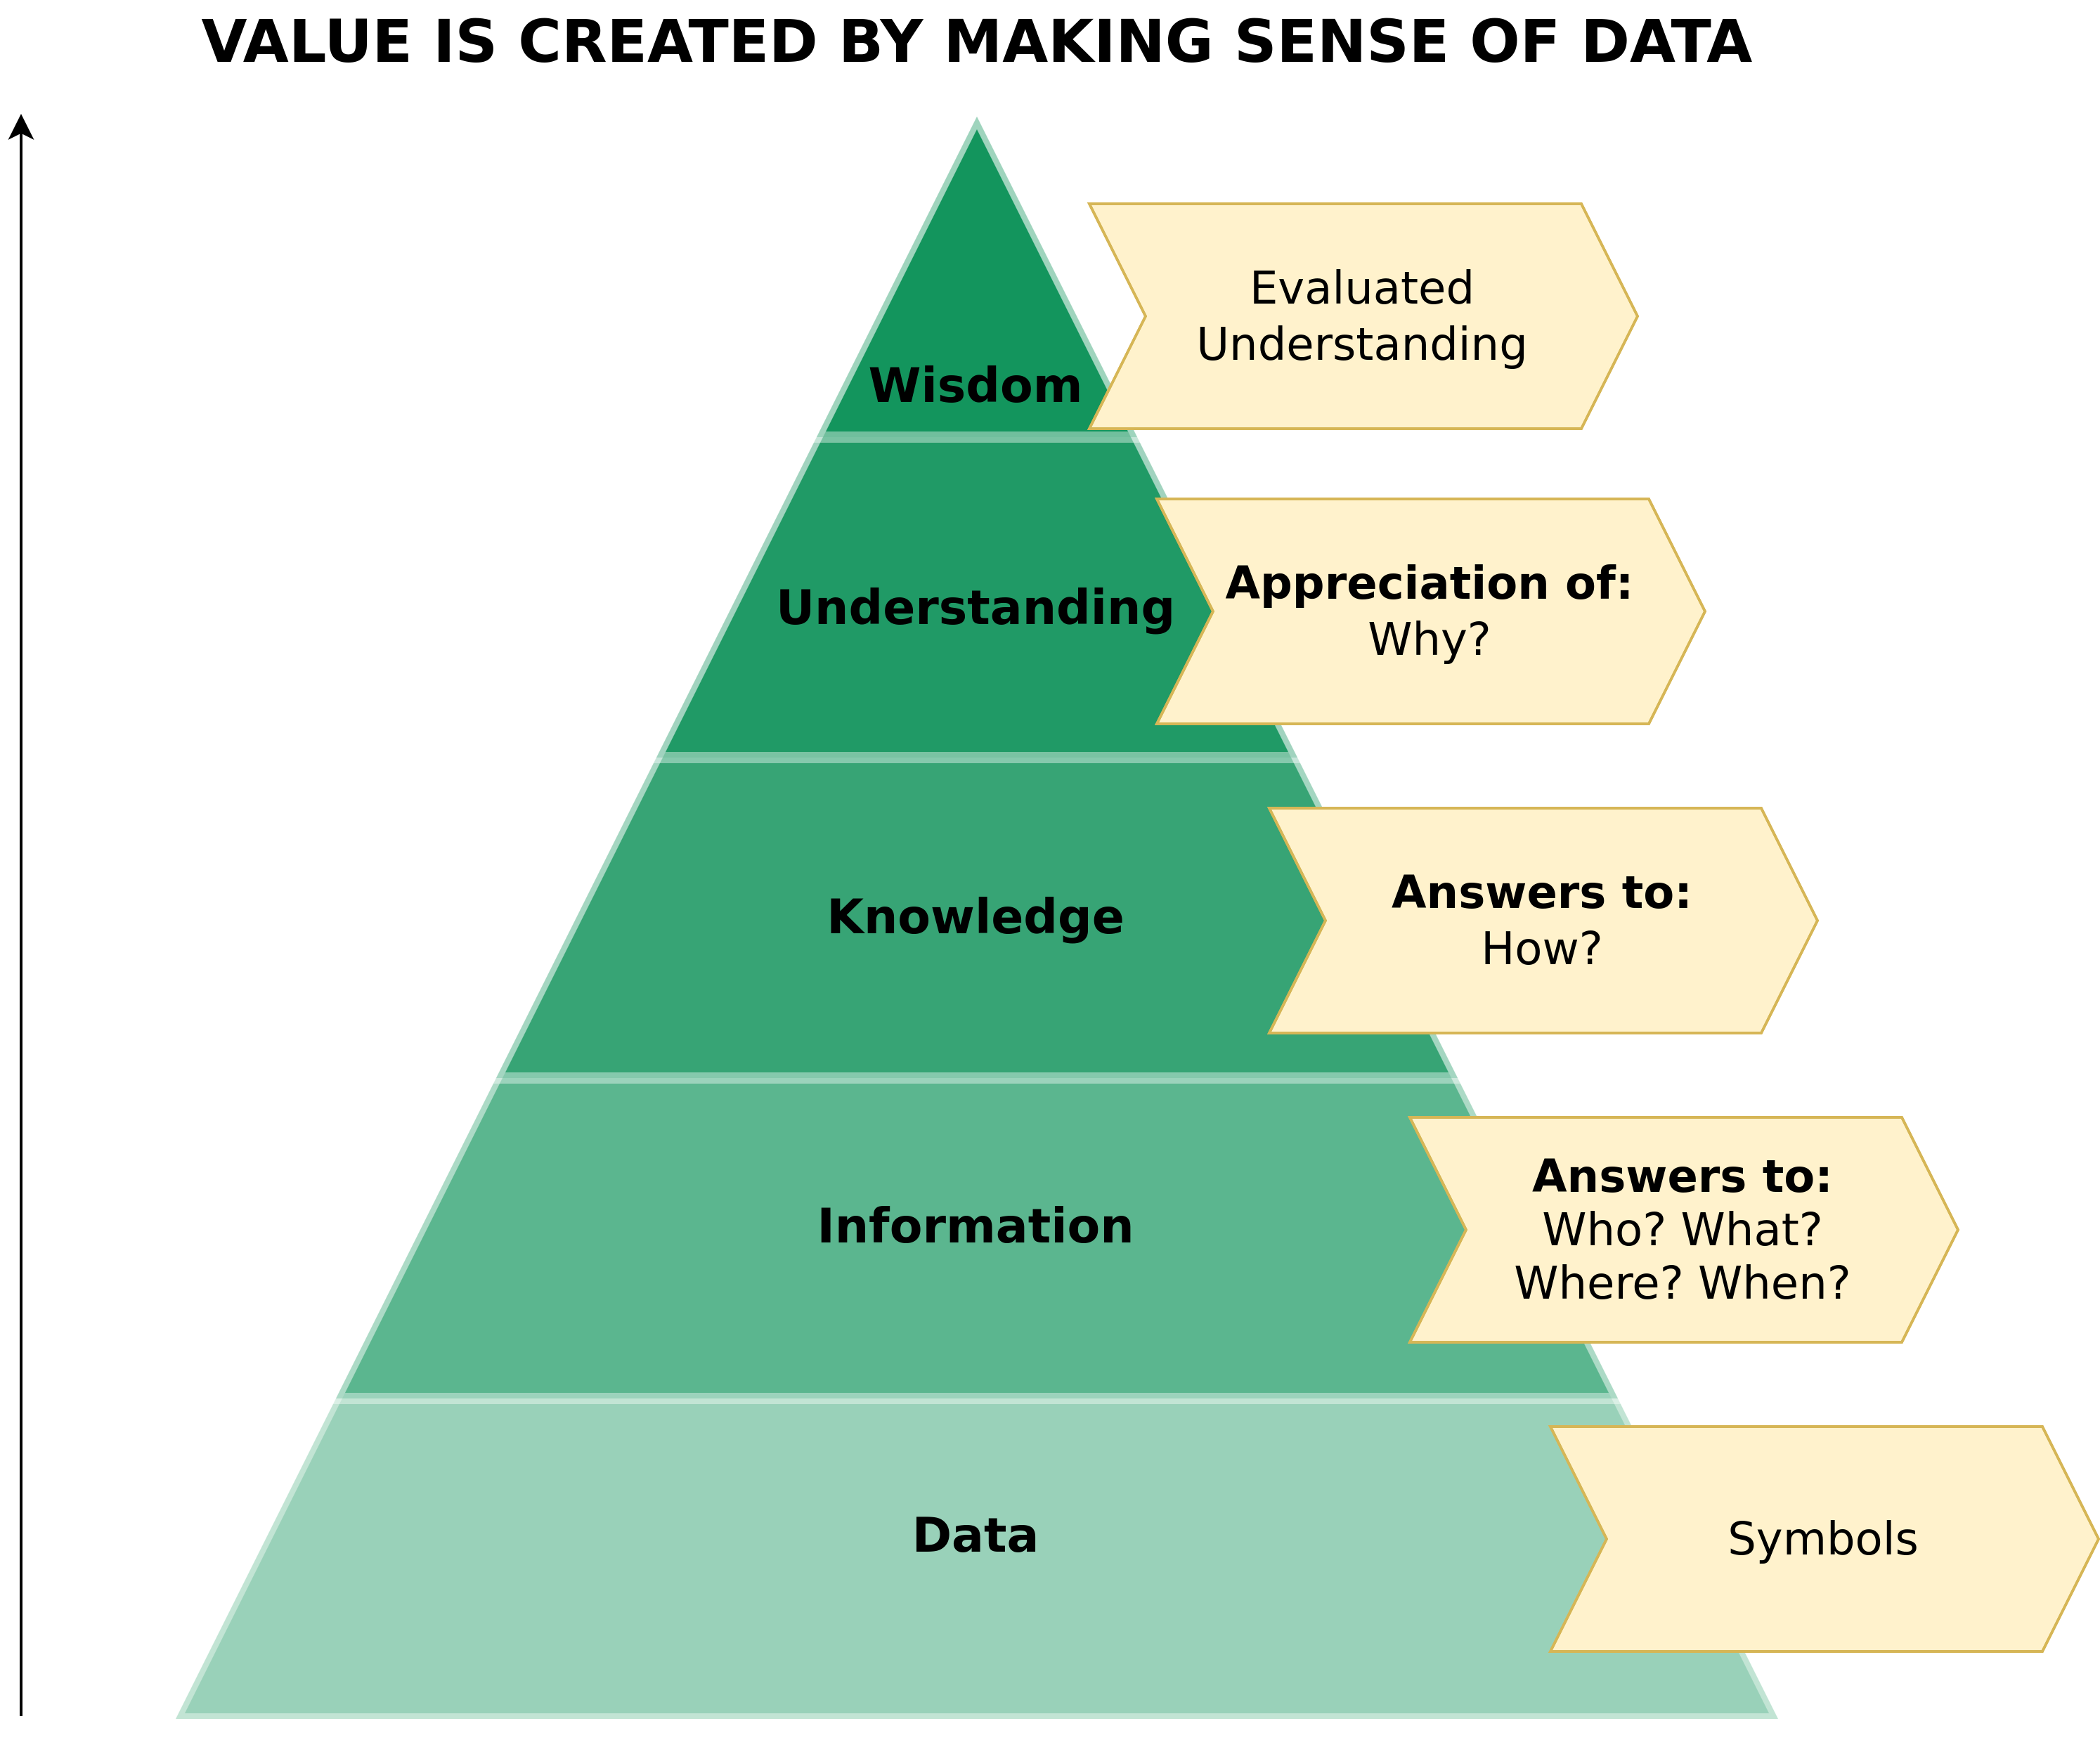 VALUE IS CREATED BY MAKING SENSE OF DATA
Evaluated
Understanding
Wisdom
Appreciation of:
Why?
Understanding
Answers to:
How?
Knowledge
Answers to:
Who? What?
Where? When?
Information
Data
Symbols